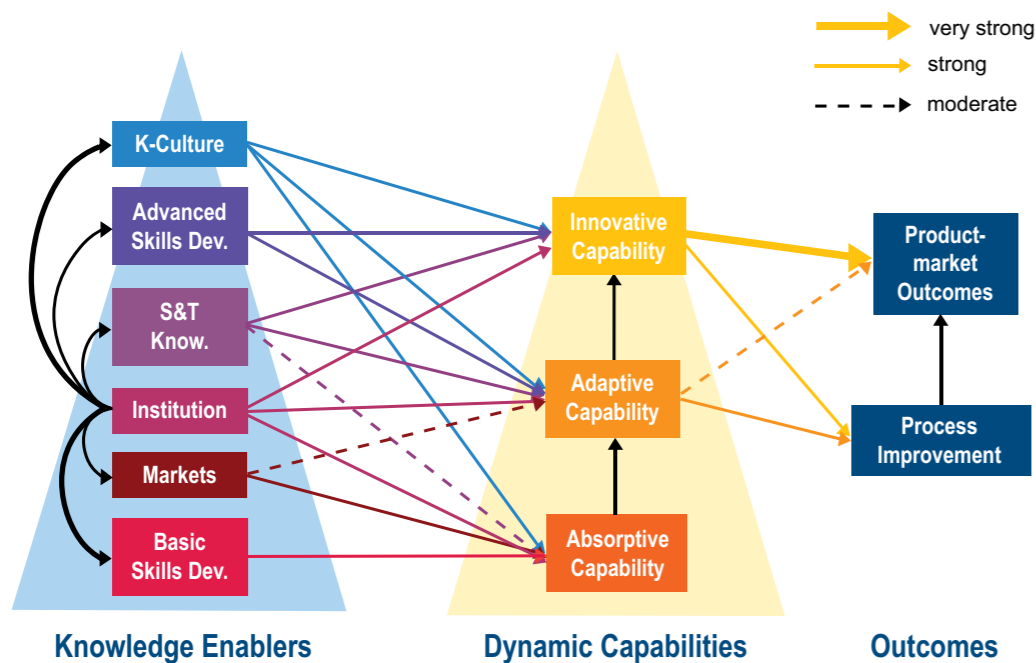 very strong
strong
moderate
K-Culture
Advanced
Skills Dev.
S&T
Know.
Institution
Markets
Basic
Skills Dev.
Innovative
Capability
Adaptive
Capability
Absorptive
Capability
Product-
market
Outcomes
Process
Improvement
Knowledge Enablers
Dynamic Capabilities
Outcomes